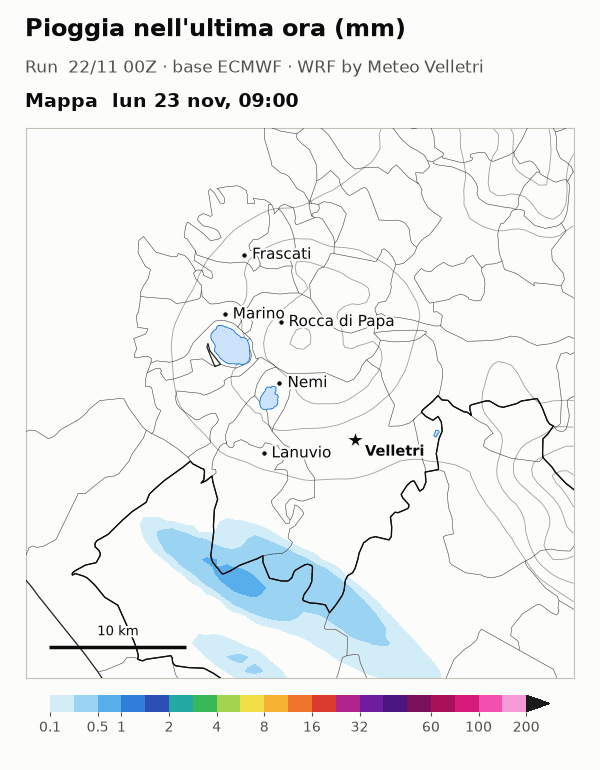 Pioggia nell'ultima ora (mm)
Run  22/11 00Z · base ECMWF · WRF by Meteo Velletri
Mappa  lun 23 nov, 09:00
Frascati
Marino
Rocca di Papa
Nemi
Velletri
Lanuvio
10 km
0.1 0.5 1 2 4 8 16 32 60 100 200